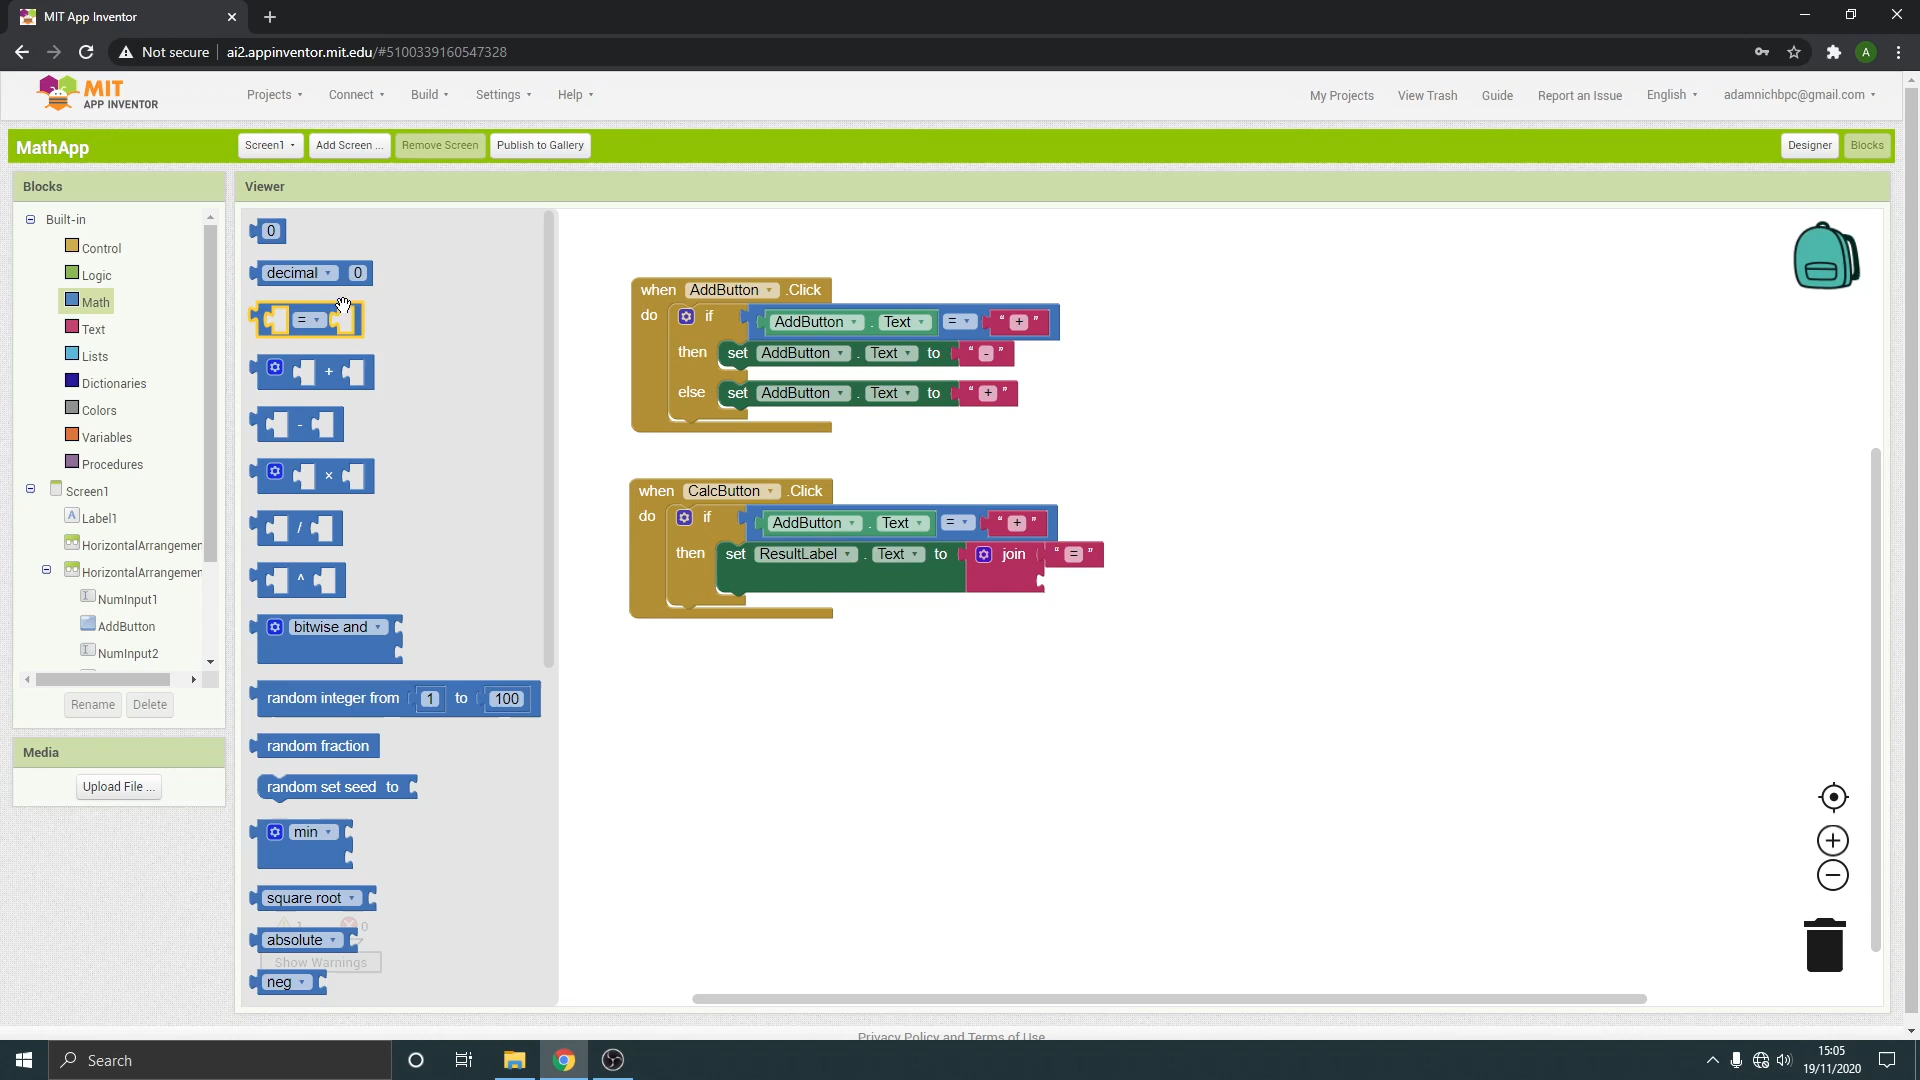 MIT App Inventor
Not secure
ai2.appinventor.mit.edu/#5100339160547328
A
MIT
APP INVENTOR
Projects Connect Build Settings Help
My Projects View Trash Guide Report an Issue English adamnichbpc@gmail.com
MathApp
Screen1 Add Screen ... Remove Screen Publish to Gallery
Designer Blocks
Blocks
Viewer
Built-in
Control
Logic
Math
Text
Lists
Dictionaries
Colors
Variables
Procedures
Screen1
A Label1
HorizontalArrangemen
HorizontalArrangemen
NumInput1
AddButton
NumInput2
Rename Delete
Media
Upload File ...
0
decimal 0
=
+
-
×
/
^
bitwise and
random integer from 1 to 100
random fraction
random set seed to
min
square root
1 0
absolute
Show Warnings
neg
when AddButton .Click
do if AddButton . Text = " + "
then set AddButton . Text to " - "
else set AddButton . Text to " + "
when CalcButton .Click
do if AddButton . Text = " + "
then set ResultLabel . Text to join " = "
Privacy Policy and Terms of Use
Search
15:05
19/11/2020